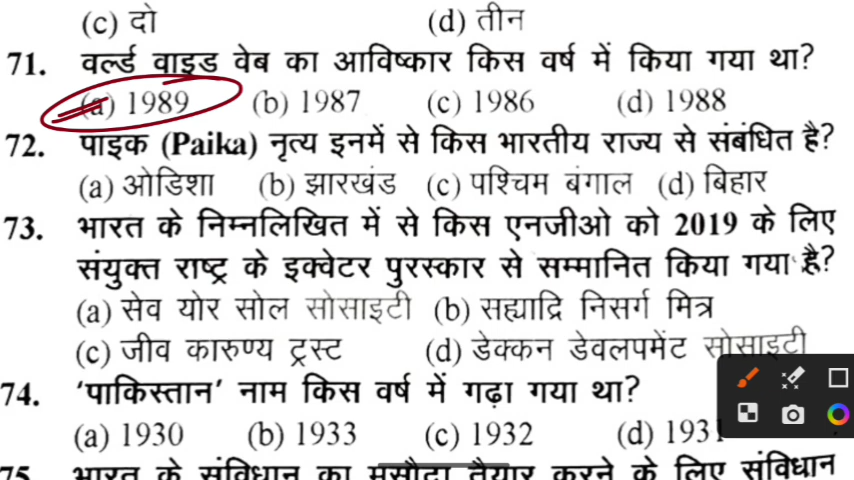 (c) दो (d) तीन
71. वर्ल्ड वाइड वेब का आविष्कार किस वर्ष में किया गया था?
(a) 1989 (b) 1987 (c) 1986 (d) 1988
72. पाइक (Paika) नृत्य इनमें से किस भारतीय राज्य से संबंधित है?
(a) ओडिशा (b) झारखंड (c) पश्चिम बंगाल (d) बिहार
73. भारत के निम्नलिखित में से किस एनजीओ को 2019 के लिए
संयुक्त राष्ट्र के इक्वेटर पुरस्कार से सम्मानित किया गया है?
(a) सेव योर सोल सोसाइटी (b) सह्याद्रि निसर्ग मित्र
(c) जीव कारुण्य ट्रस्ट (d) डेक्कन डेवलपमेंट सोसाइटी
74. 'पाकिस्तान' नाम किस वर्ष में गढ़ा गया था?
(a) 1930 (b) 1933 (c) 1932 (d) 1931
75 भारत के संविधान का मसौदा तैयार करने के लिए संविधान